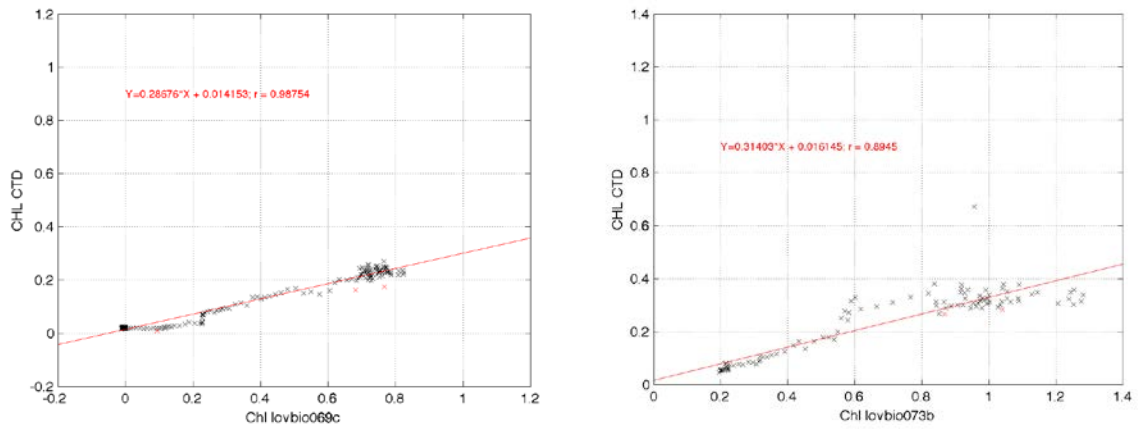 1.2
1
0.8
0.6
0.4
0.2
0
-0.2
CHL CTD
Y=0.28676*X + 0.014153; r = 0.98754
-0.2 0 0.2 0.4 0.6 0.8 1 1.2
Chl lovbio069c
1.4
1.2
1
0.8
0.6
0.4
0.2
0
CHL CTD
Y=0.31403*X + 0.016145; r = 0.8945
0 0.2 0.4 0.6 0.8 1 1.2 1.4
Chl lovbio073b